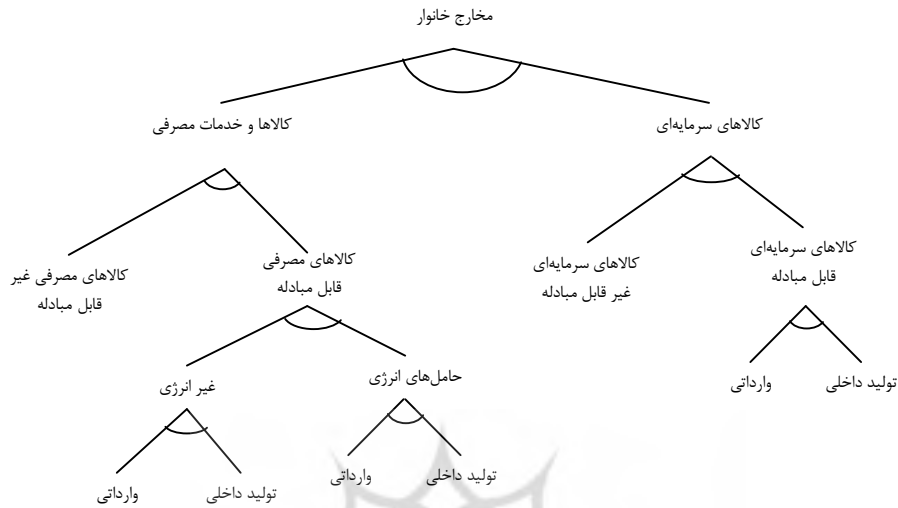 مخارج خانوار
کالاهای سرمایه‌ای
کالاها و خدمات مصرفی
کالاهای سرمایه‌ای
قابل مبادله
کالاهای سرمایه‌ای
غیر قابل مبادله
کالاهای مصرفی
قابل مبادله
کالاهای مصرفی غیر
قابل مبادله
تولید داخلی
وارداتی
حامل‌های انرژی
غیر انرژی
تولید داخلی
وارداتی
تولید داخلی
وارداتی